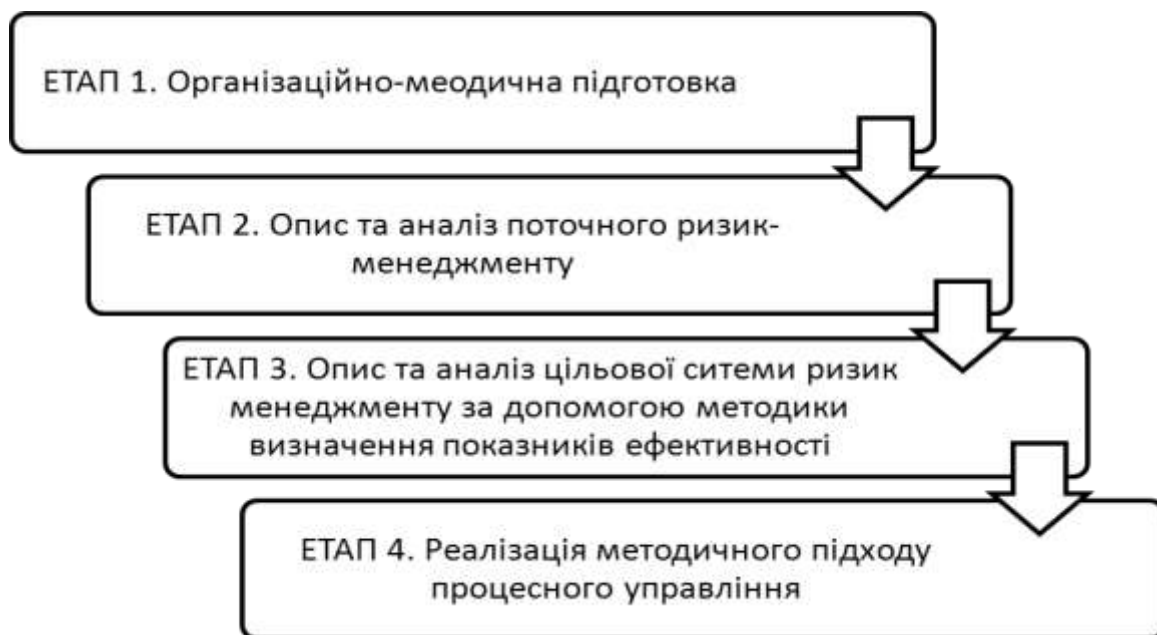 ЕТАП 1. Організаційно-меодична підготовка
ЕТАП 2. Опис та аналіз поточного ризик-
менеджменту
ЕТАП 3. Опис та аналіз цільової ситеми ризик
менеджменту за допомогою методики
визначення показників ефективності
ЕТАП 4. Реалізація методичного підходу
процесного управління